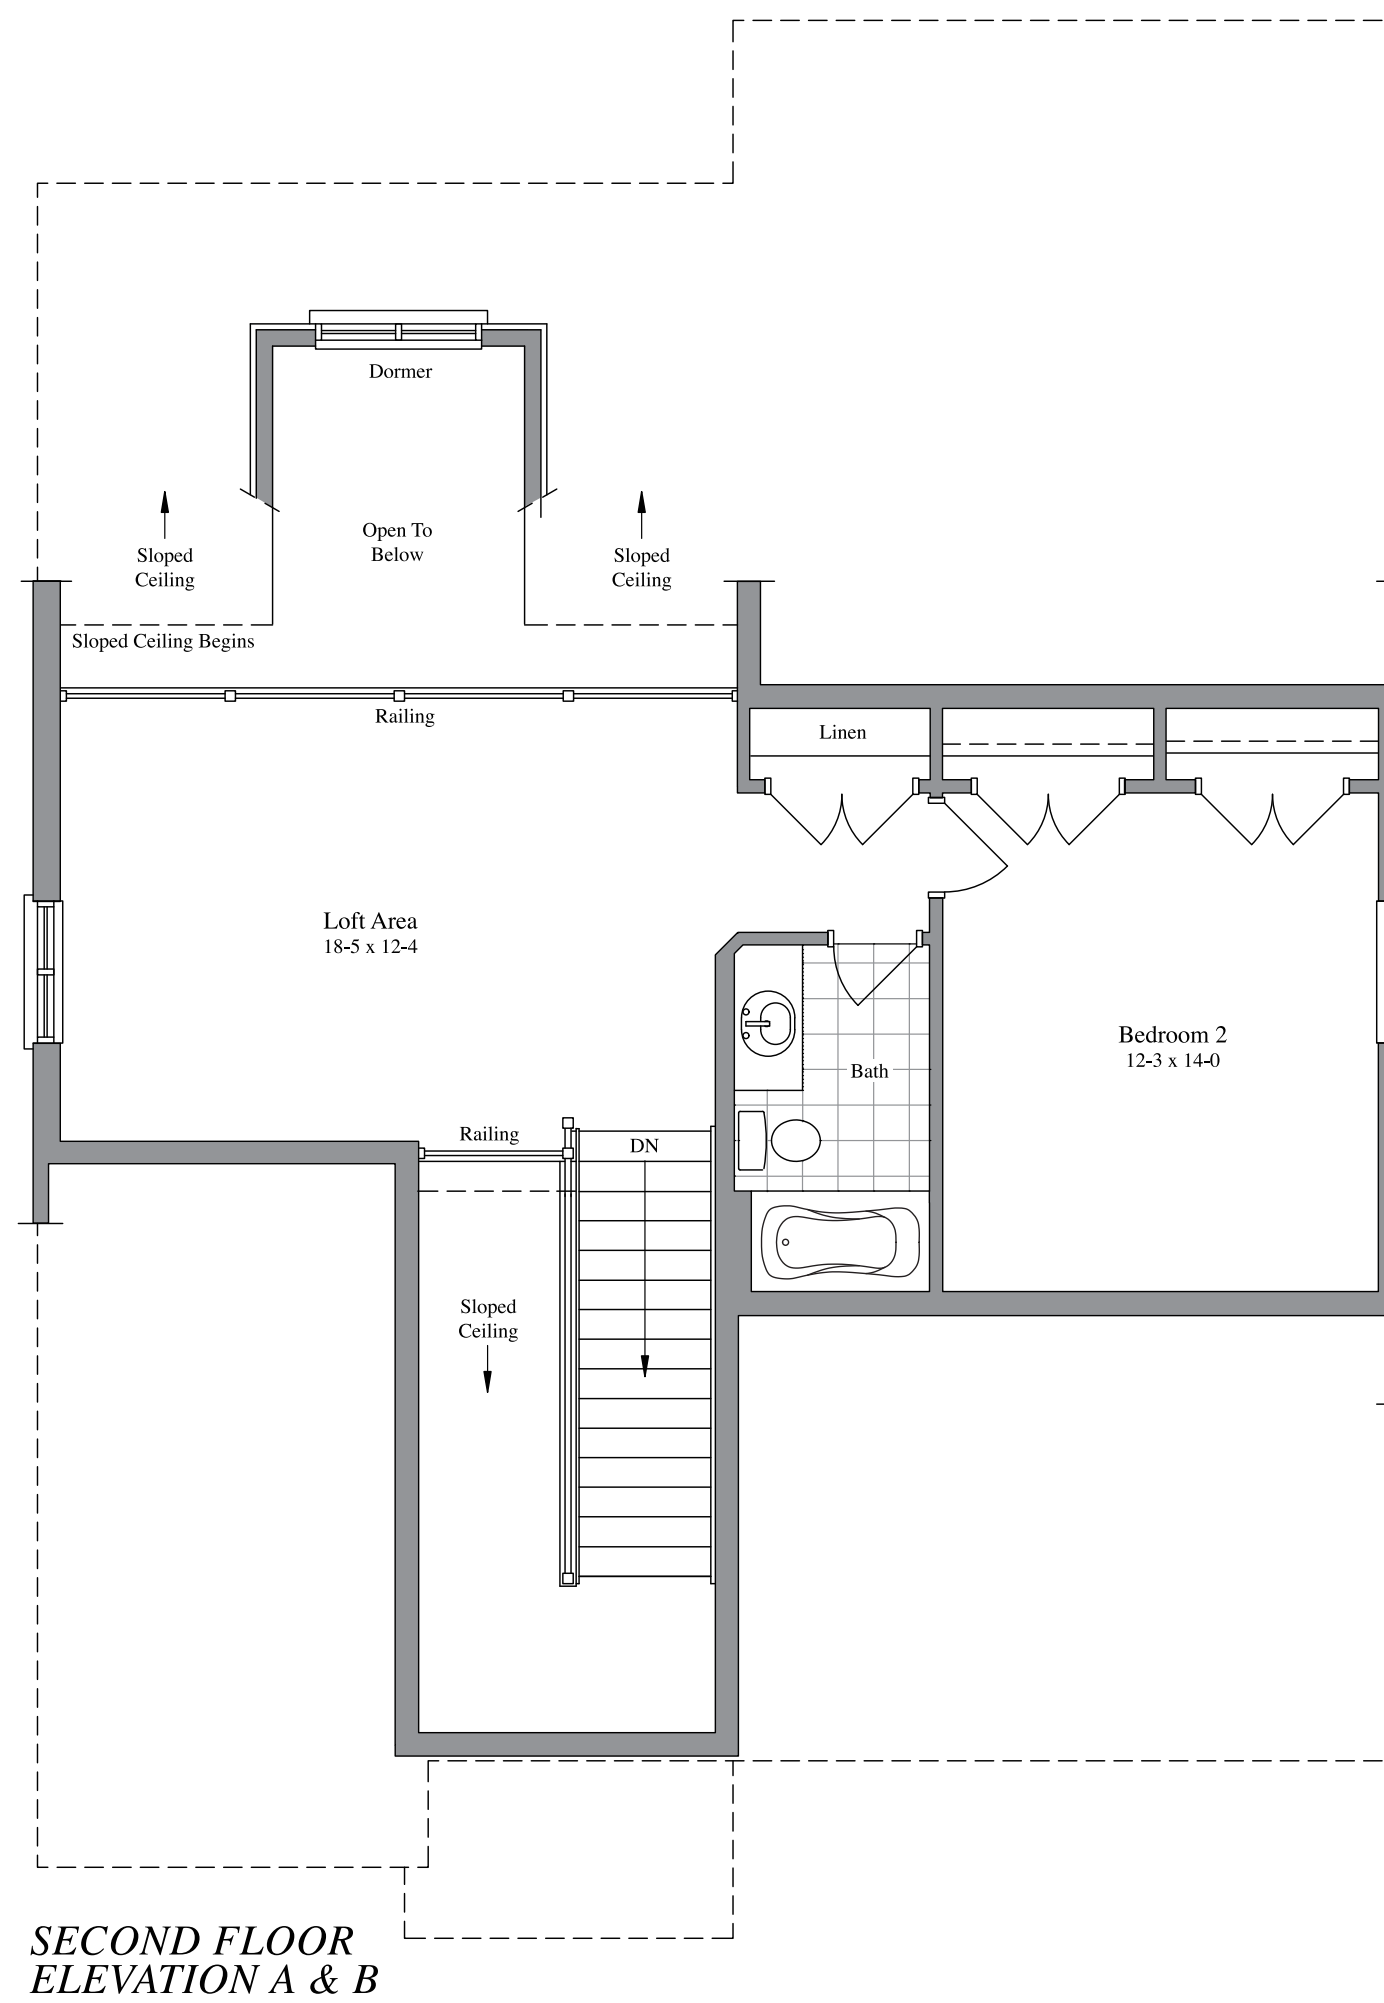 Dormer
Open To
Below
Sloped
Ceiling
Sloped
Ceiling
Sloped Ceiling Begins
Railing
Linen
Loft Area
18-5 x 12-4
Bedroom 2
12-3 x 14-0
Bath
Railing
DN
Sloped
Ceiling
SECOND FLOOR
ELEVATION A & B